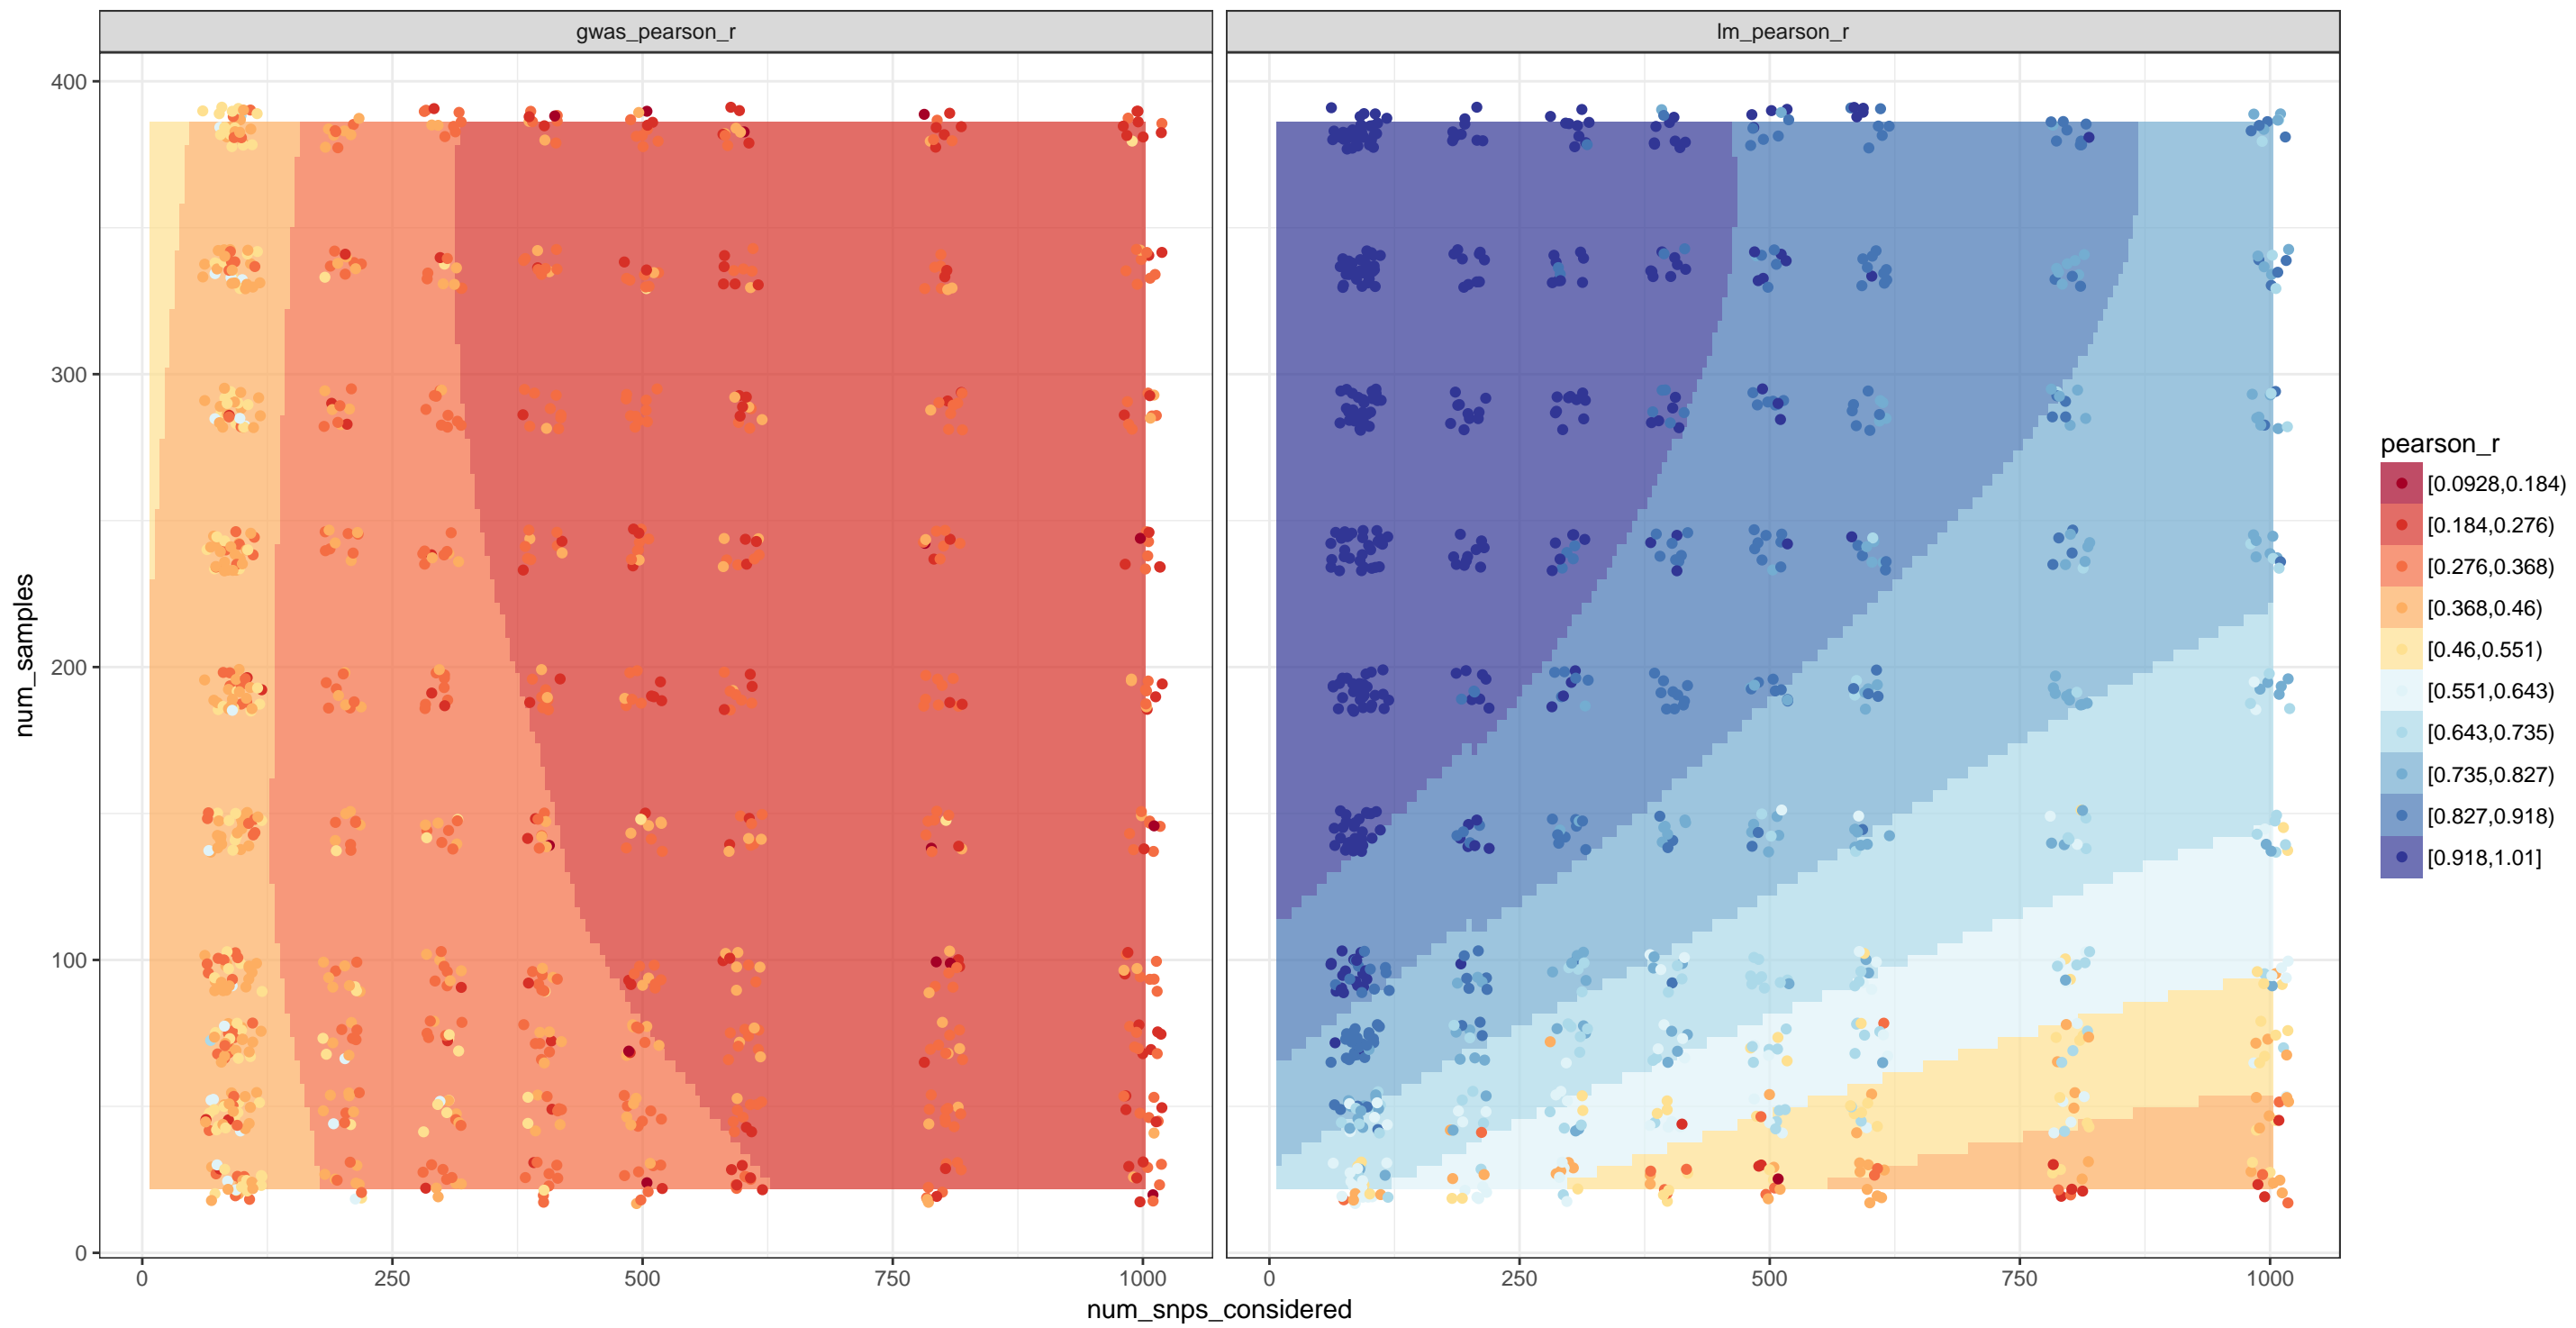 gwas_pearson_r
lm_pearson_r
400
300
200
100
0
num_samples
0 250 500 750 1000
0 250 500 750 1000
num_snps_considered
pearson_r
[0.0928,0.184)
[0.184,0.276)
[0.276,0.368)
[0.368,0.46)
[0.46,0.551)
[0.551,0.643)
[0.643,0.735)
[0.735,0.827)
[0.827,0.918)
[0.918,1.01]